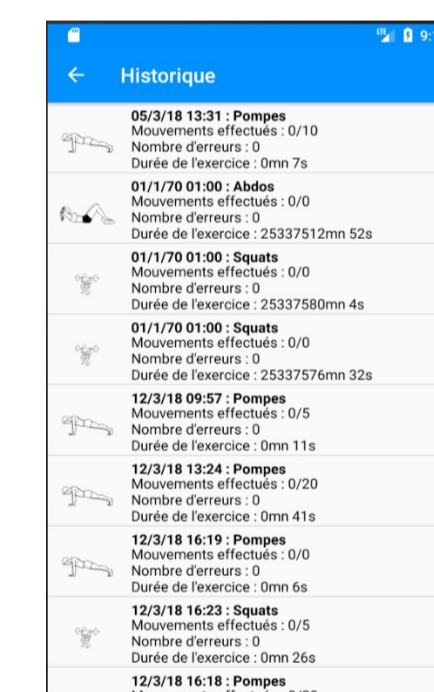 LTE 9:
Historique
05/3/18 13:31 : Pompes
Mouvements effectués : 0/10
Nombre d'erreurs : 0
Durée de l'exercice : 0mn 7s
01/1/70 01:00 : Abdos
Mouvements effectués : 0/0
Nombre d'erreurs : 0
Durée de l'exercice : 25337512mn 52s
01/1/70 01:00 : Squats
Mouvements effectués : 0/0
Nombre d'erreurs : 0
Durée de l'exercice : 25337580mn 4s
01/1/70 01:00 : Squats
Mouvements effectués : 0/0
Nombre d'erreurs : 0
Durée de l'exercice : 25337576mn 32s
12/3/18 09:57 : Pompes
Mouvements effectués : 0/5
Nombre d'erreurs : 0
Durée de l'exercice : 0mn 11s
12/3/18 13:24 : Pompes
Mouvements effectués : 0/20
Nombre d'erreurs : 0
Durée de l'exercice : 0mn 41s
12/3/18 16:19 : Pompes
Mouvements effectués : 0/0
Nombre d'erreurs : 0
Durée de l'exercice : 0mn 6s
12/3/18 16:23 : Squats
Mouvements effectués : 0/5
Nombre d'erreurs : 0
Durée de l'exercice : 0mn 26s
12/3/18 16:18 : Pompes